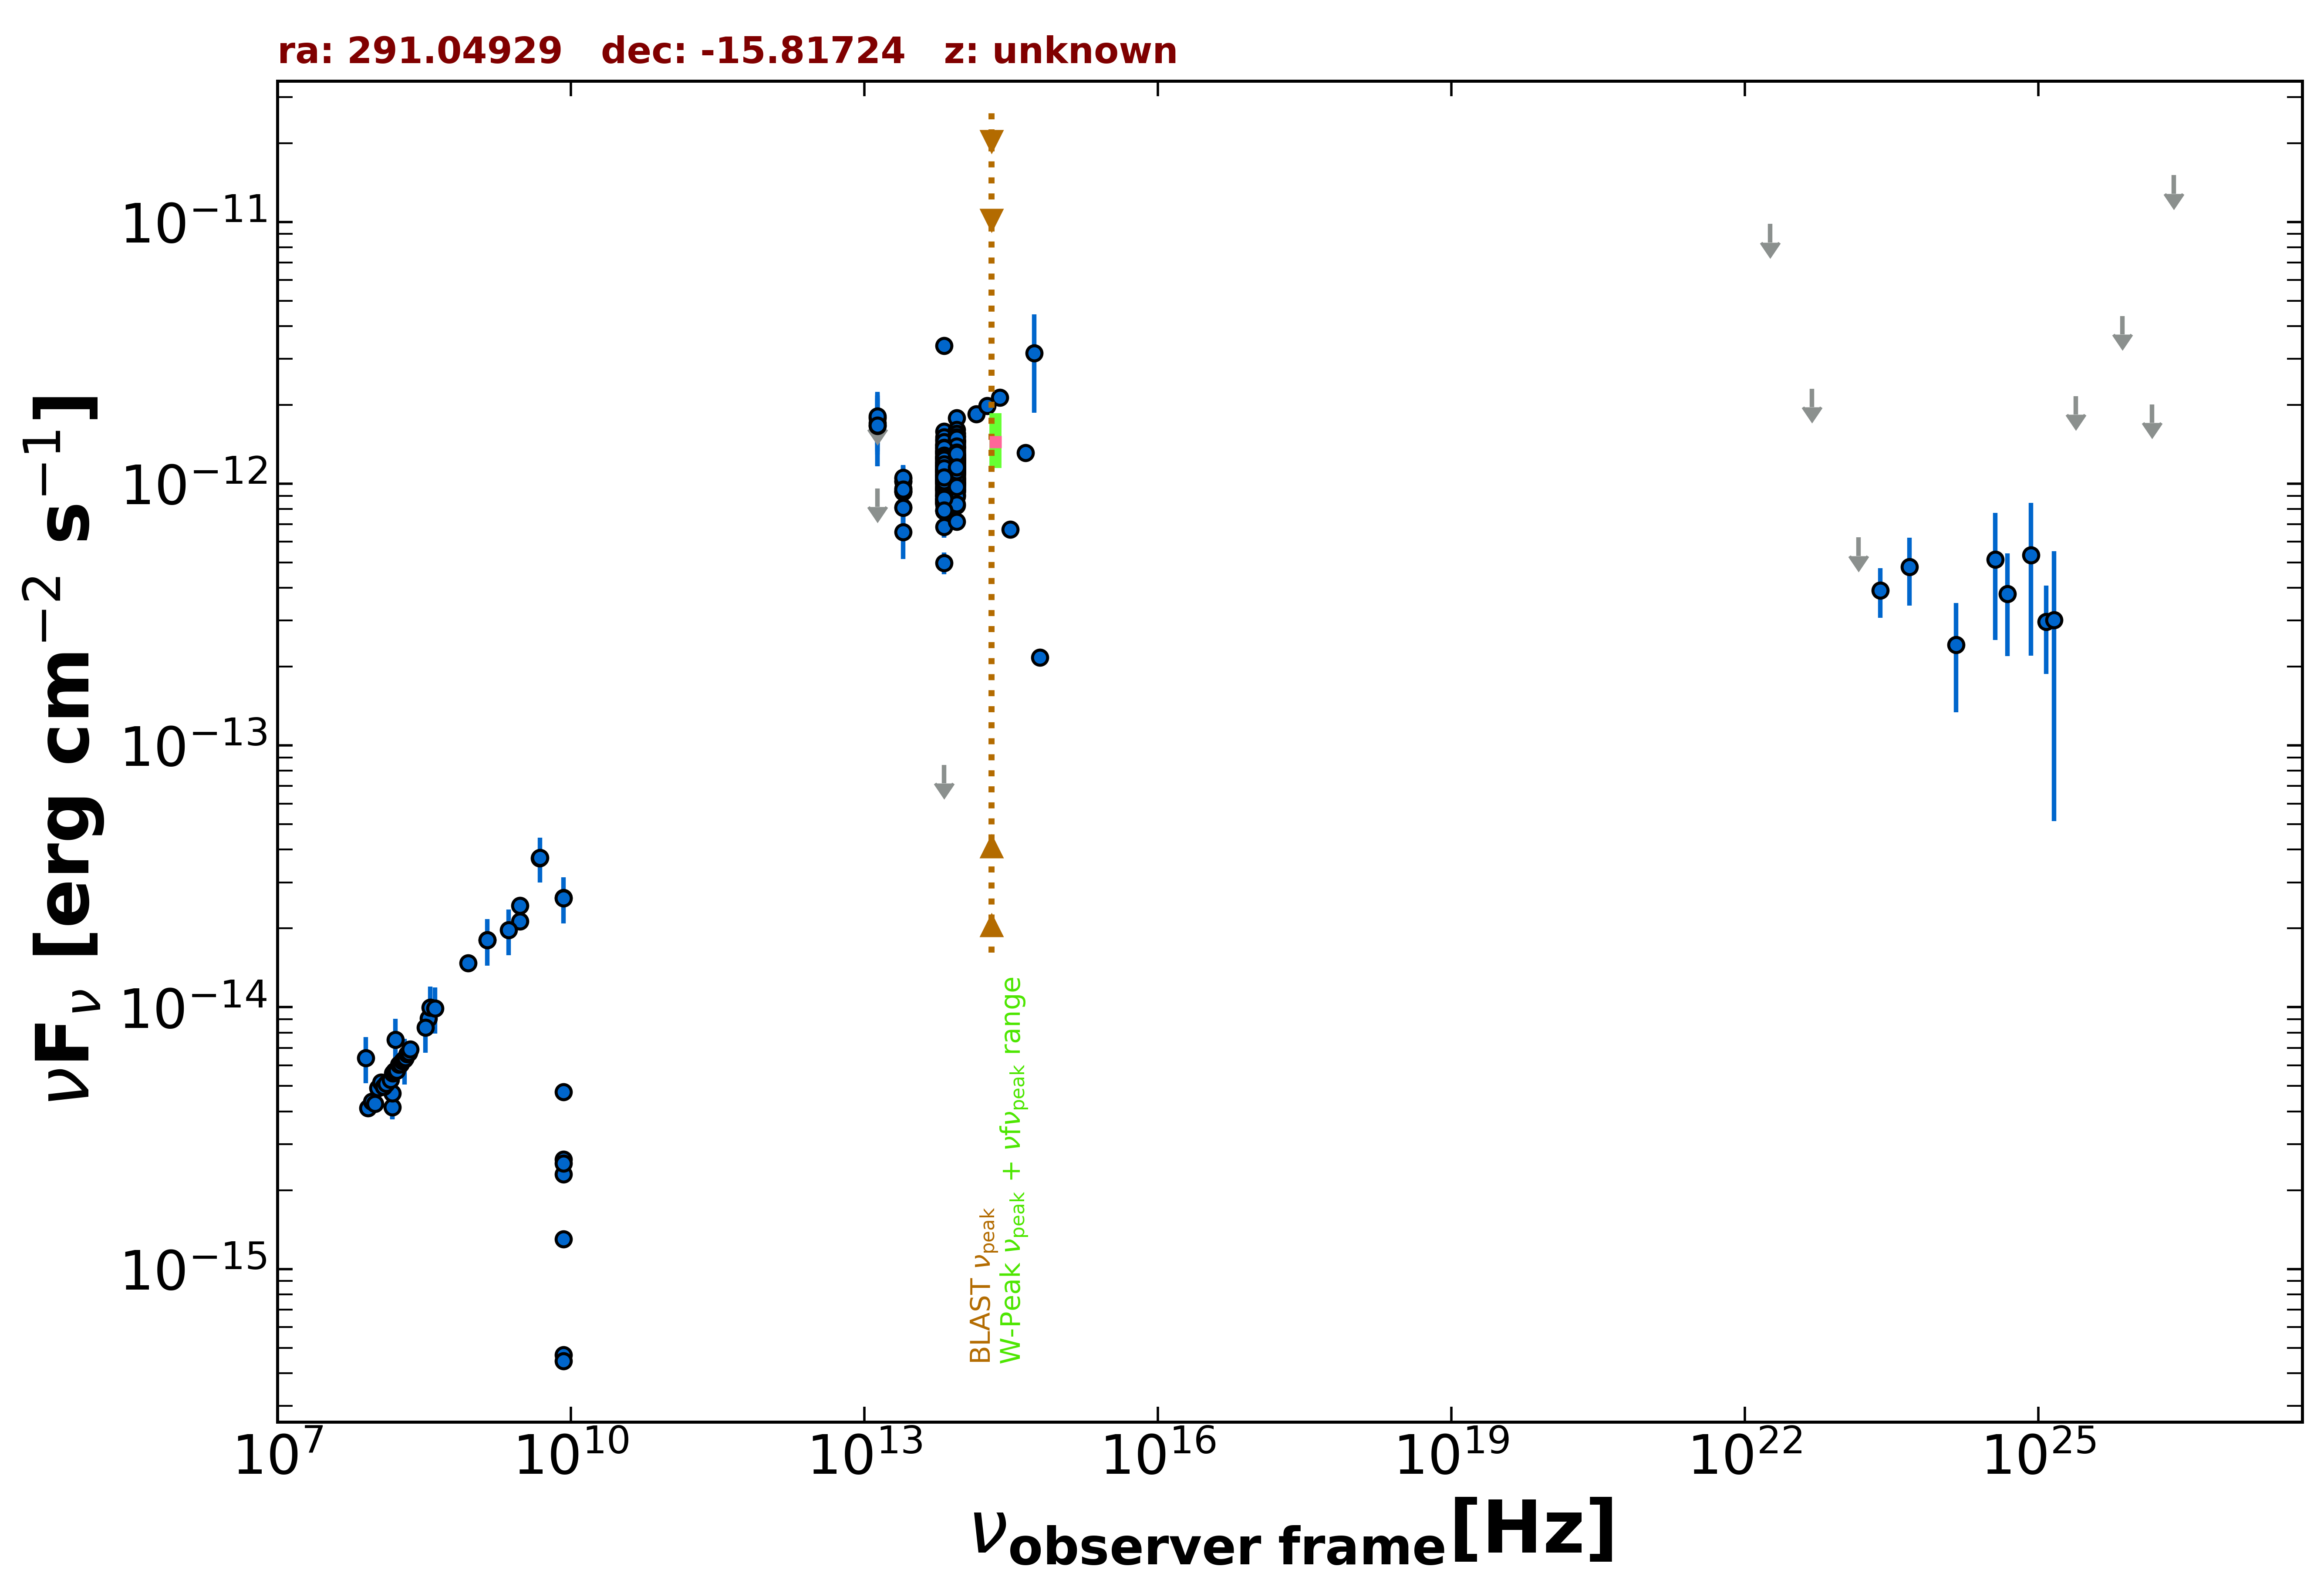 ra: 291.04929   dec: -15.81724   z: unknown
νFν [erg cm⁻² s⁻¹]
10⁻¹¹
10⁻¹²
10⁻¹³
10⁻¹⁴
10⁻¹⁵
BLAST νpeak
W-Peak νpeak + νfνpeak range
10⁷ 10¹⁰ 10¹³ 10¹⁶ 10¹⁹ 10²² 10²⁵
νobserver frame [Hz]